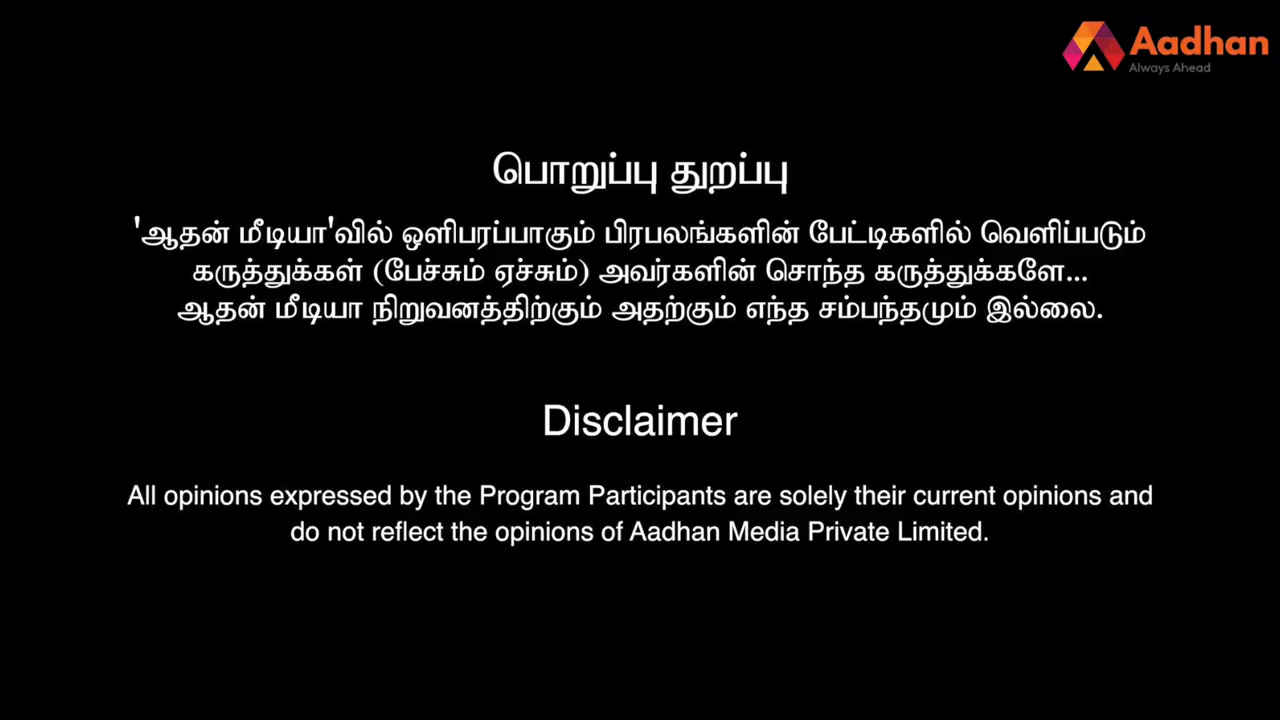 Aadhan
Always Ahead
பொறுப்பு துறப்பு
'ஆதன் மீடியா'வில் ஒளிபரப்பாகும் பிரபலங்களின் பேட்டிகளில் வெளிப்படும்
கருத்துக்கள் (பேச்சும் ஏச்சும்) அவர்களின் சொந்த கருத்துக்களே...
ஆதன் மீடியா நிறுவனத்திற்கும் அதற்கும் எந்த சம்பந்தமும் இல்லை.
Disclaimer
All opinions expressed by the Program Participants are solely their current opinions and
do not reflect the opinions of Aadhan Media Private Limited.